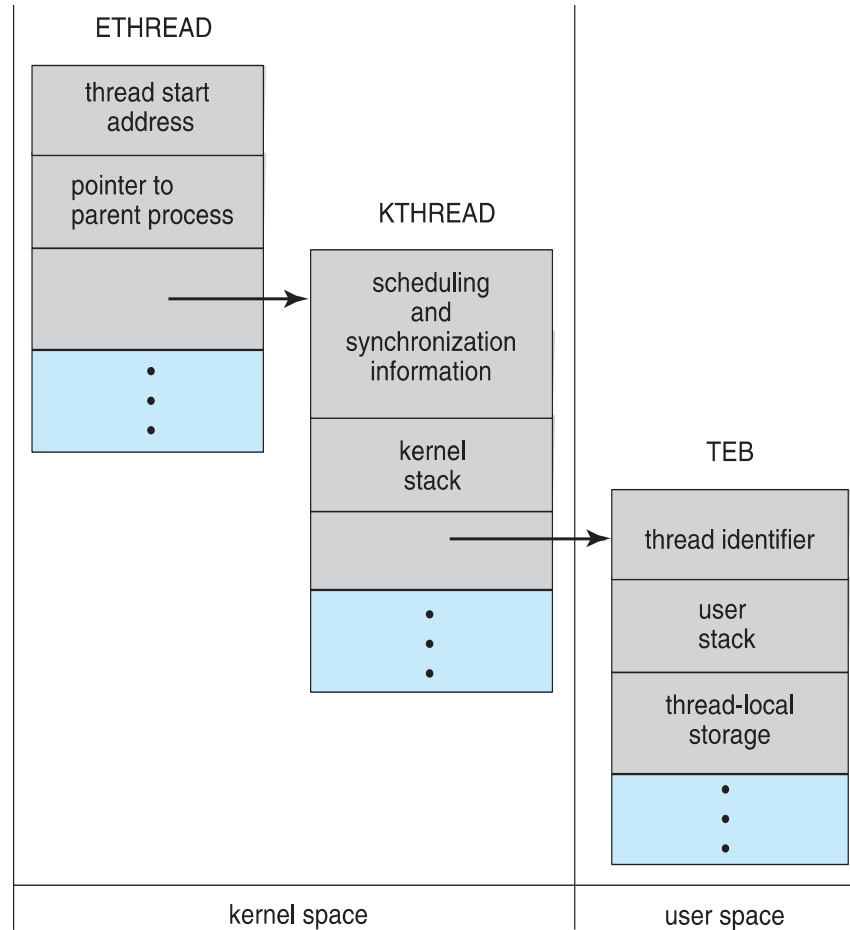 ETHREAD
thread start
address
pointer to
parent process
KTHREAD
scheduling
and
synchronization
information
kernel
stack
TEB
thread identifier
user
stack
thread-local
storage
kernel space
user space